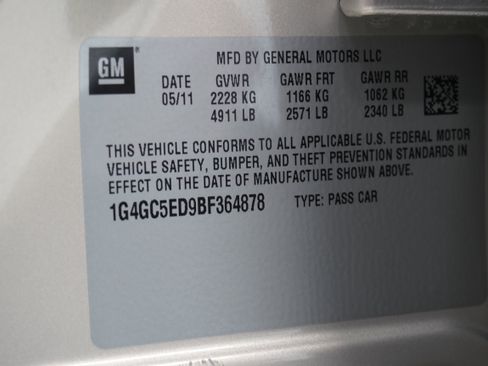 GM
MFD BY GENERAL MOTORS LLC
DATE GVWR GAWR FRT GAWR RR
05/11 2228 KG 1166 KG 1062 KG
4911 LB 2571 LB 2340 LB
THIS VEHICLE CONFORMS TO ALL APPLICABLE U.S. FEDERAL MOTOR
VEHICLE SAFETY, BUMPER, AND THEFT PREVENTION STANDARDS IN
EFFECT ON THE DATE OF MANUFACTURE SHOWN ABOVE.
1G4GC5ED9BF364878 TYPE: PASS CAR